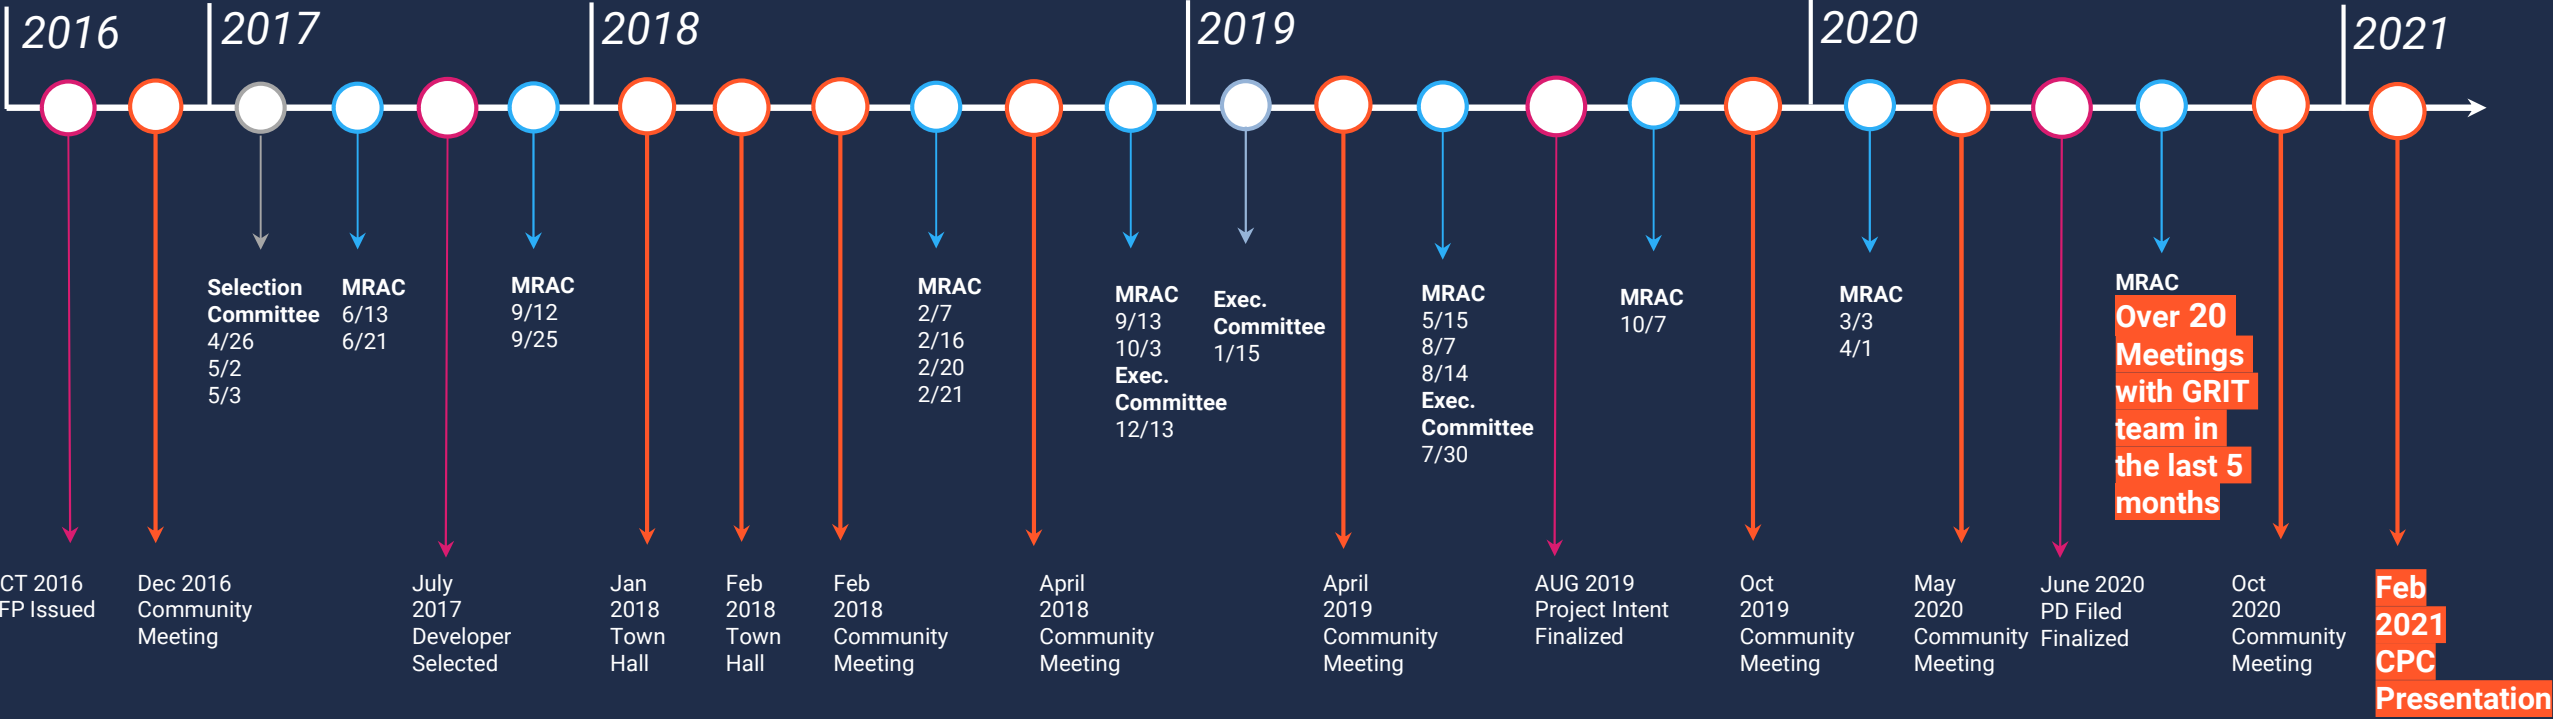 2016
2017
2018
2019
2020
2021
Selection
Committee
4/26
5/2
5/3
MRAC
6/13
6/21
MRAC
9/12
9/25
MRAC
2/7
2/16
2/20
2/21
MRAC
9/13
10/3
Exec.
Committee
12/13
Exec.
Committee
1/15
MRAC
5/15
8/7
8/14
Exec.
Committee
7/30
MRAC
10/7
MRAC
3/3
4/1
MRAC
Over 20
Meetings
with GRIT
team in
the last 5
months
CT 2016
FP Issued
Dec 2016
Community
Meeting
July
2017
Developer
Selected
Jan
2018
Town
Hall
Feb
2018
Town
Hall
Feb
2018
Community
Meeting
April
2018
Community
Meeting
April
2019
Community
Meeting
AUG 2019
Project Intent
Finalized
Oct
2019
Community
Meeting
May
2020
Community
Meeting
June 2020
PD Filed
Finalized
Oct
2020
Community
Meeting
Feb
2021
CPC
Presentation